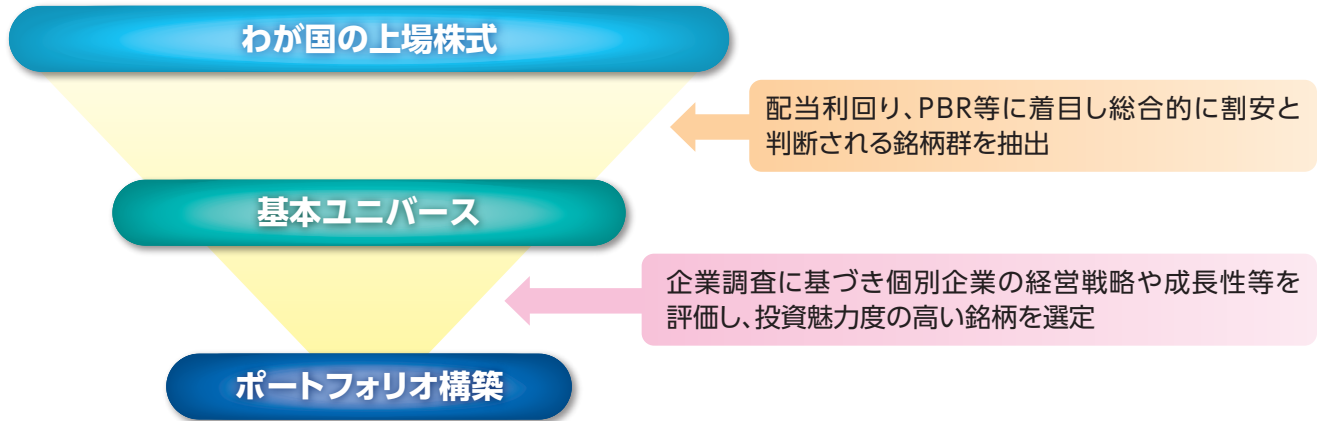 わが国の上場株式
配当利回り、PBR等に着目し総合的に割安と
判断される銘柄群を抽出
基本ユニバース
企業調査に基づき個別企業の経営戦略や成長性等を
評価し、投資魅力度の高い銘柄を選定
ポートフォリオ構築